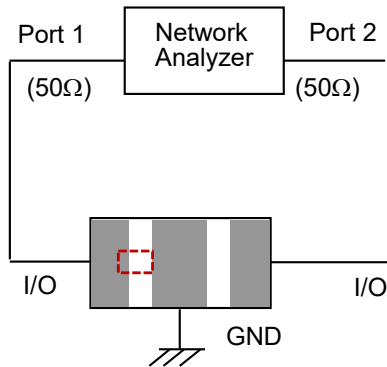 Port 1
Network
Analyzer
Port 2
(50Ω)
(50Ω)
I/O
I/O
GND